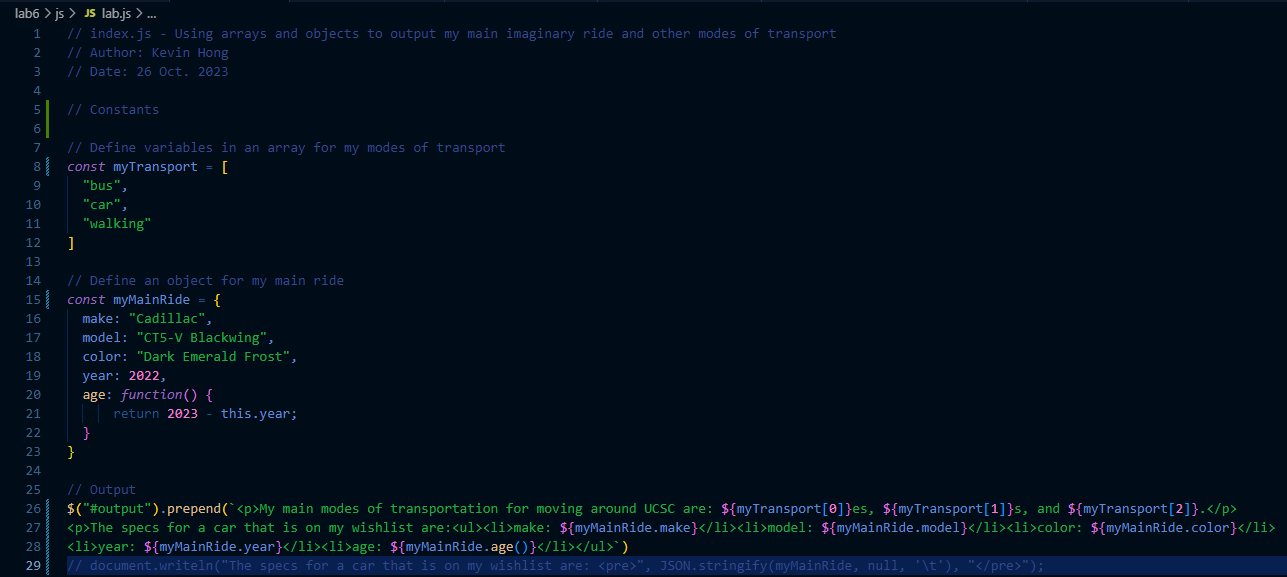 lab6 > js > JS lab.js > ...
1 // index.js - Using arrays and objects to output my main imaginary ride and other modes of transport
2 // Author: Kevin Hong
3 // Date: 26 Oct. 2023
4
5 // Constants
6
7 // Define variables in an array for my modes of transport
8 const myTransport = [
9 "bus",
10 "car",
11 "walking"
12 ]
13
14 // Define an object for my main ride
15 const myMainRide = {
16 make: "Cadillac",
17 model: "CT5-V Blackwing",
18 color: "Dark Emerald Frost",
19 year: 2022,
20 age: function() {
21 return 2023 - this.year;
22 }
23 }
24
25 // Output
26 $("#output").prepend(`<p>My main modes of transportation for moving around UCSC are: ${myTransport[0]}es, ${myTransport[1]}s, and ${myTransport[2]}.</p>
27 <p>The specs for a car that is on my wishlist are:<ul><li>make: ${myMainRide.make}</li><li>model: ${myMainRide.model}</li><li>color: ${myMainRide.color}</li>
28 <li>year: ${myMainRide.year}</li><li>age: ${myMainRide.age()}</li></ul>`)
29 // document.writeln("The specs for a car that is on my wishlist are: <pre>", JSON.stringify(myMainRide, null, '\t'), "</pre>");